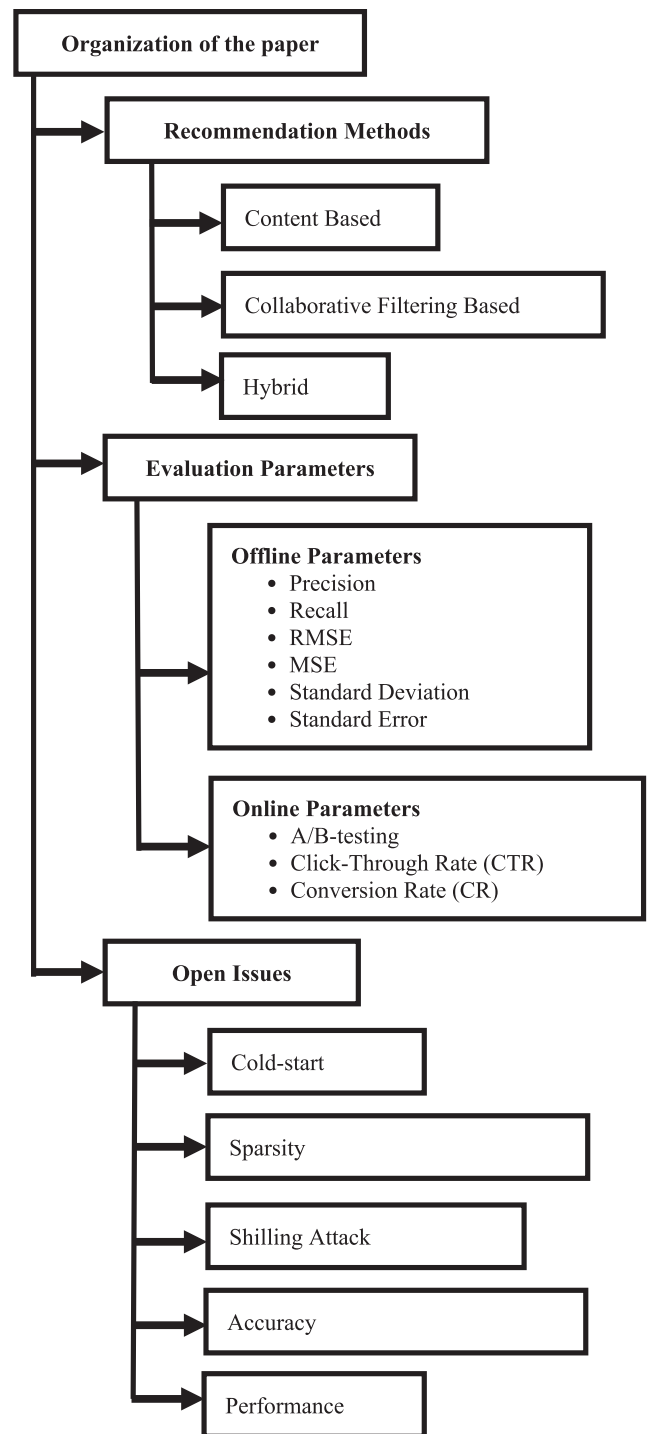 Organization of the paper
Recommendation Methods
Content Based
Collaborative Filtering Based
Hybrid
Evaluation Parameters
Offline Parameters
• Precision
• Recall
• RMSE
• MSE
• Standard Deviation
• Standard Error
Online Parameters
• A/B-testing
• Click-Through Rate (CTR)
• Conversion Rate (CR)
Open Issues
Cold-start
Sparsity
Shilling Attack
Accuracy
Performance